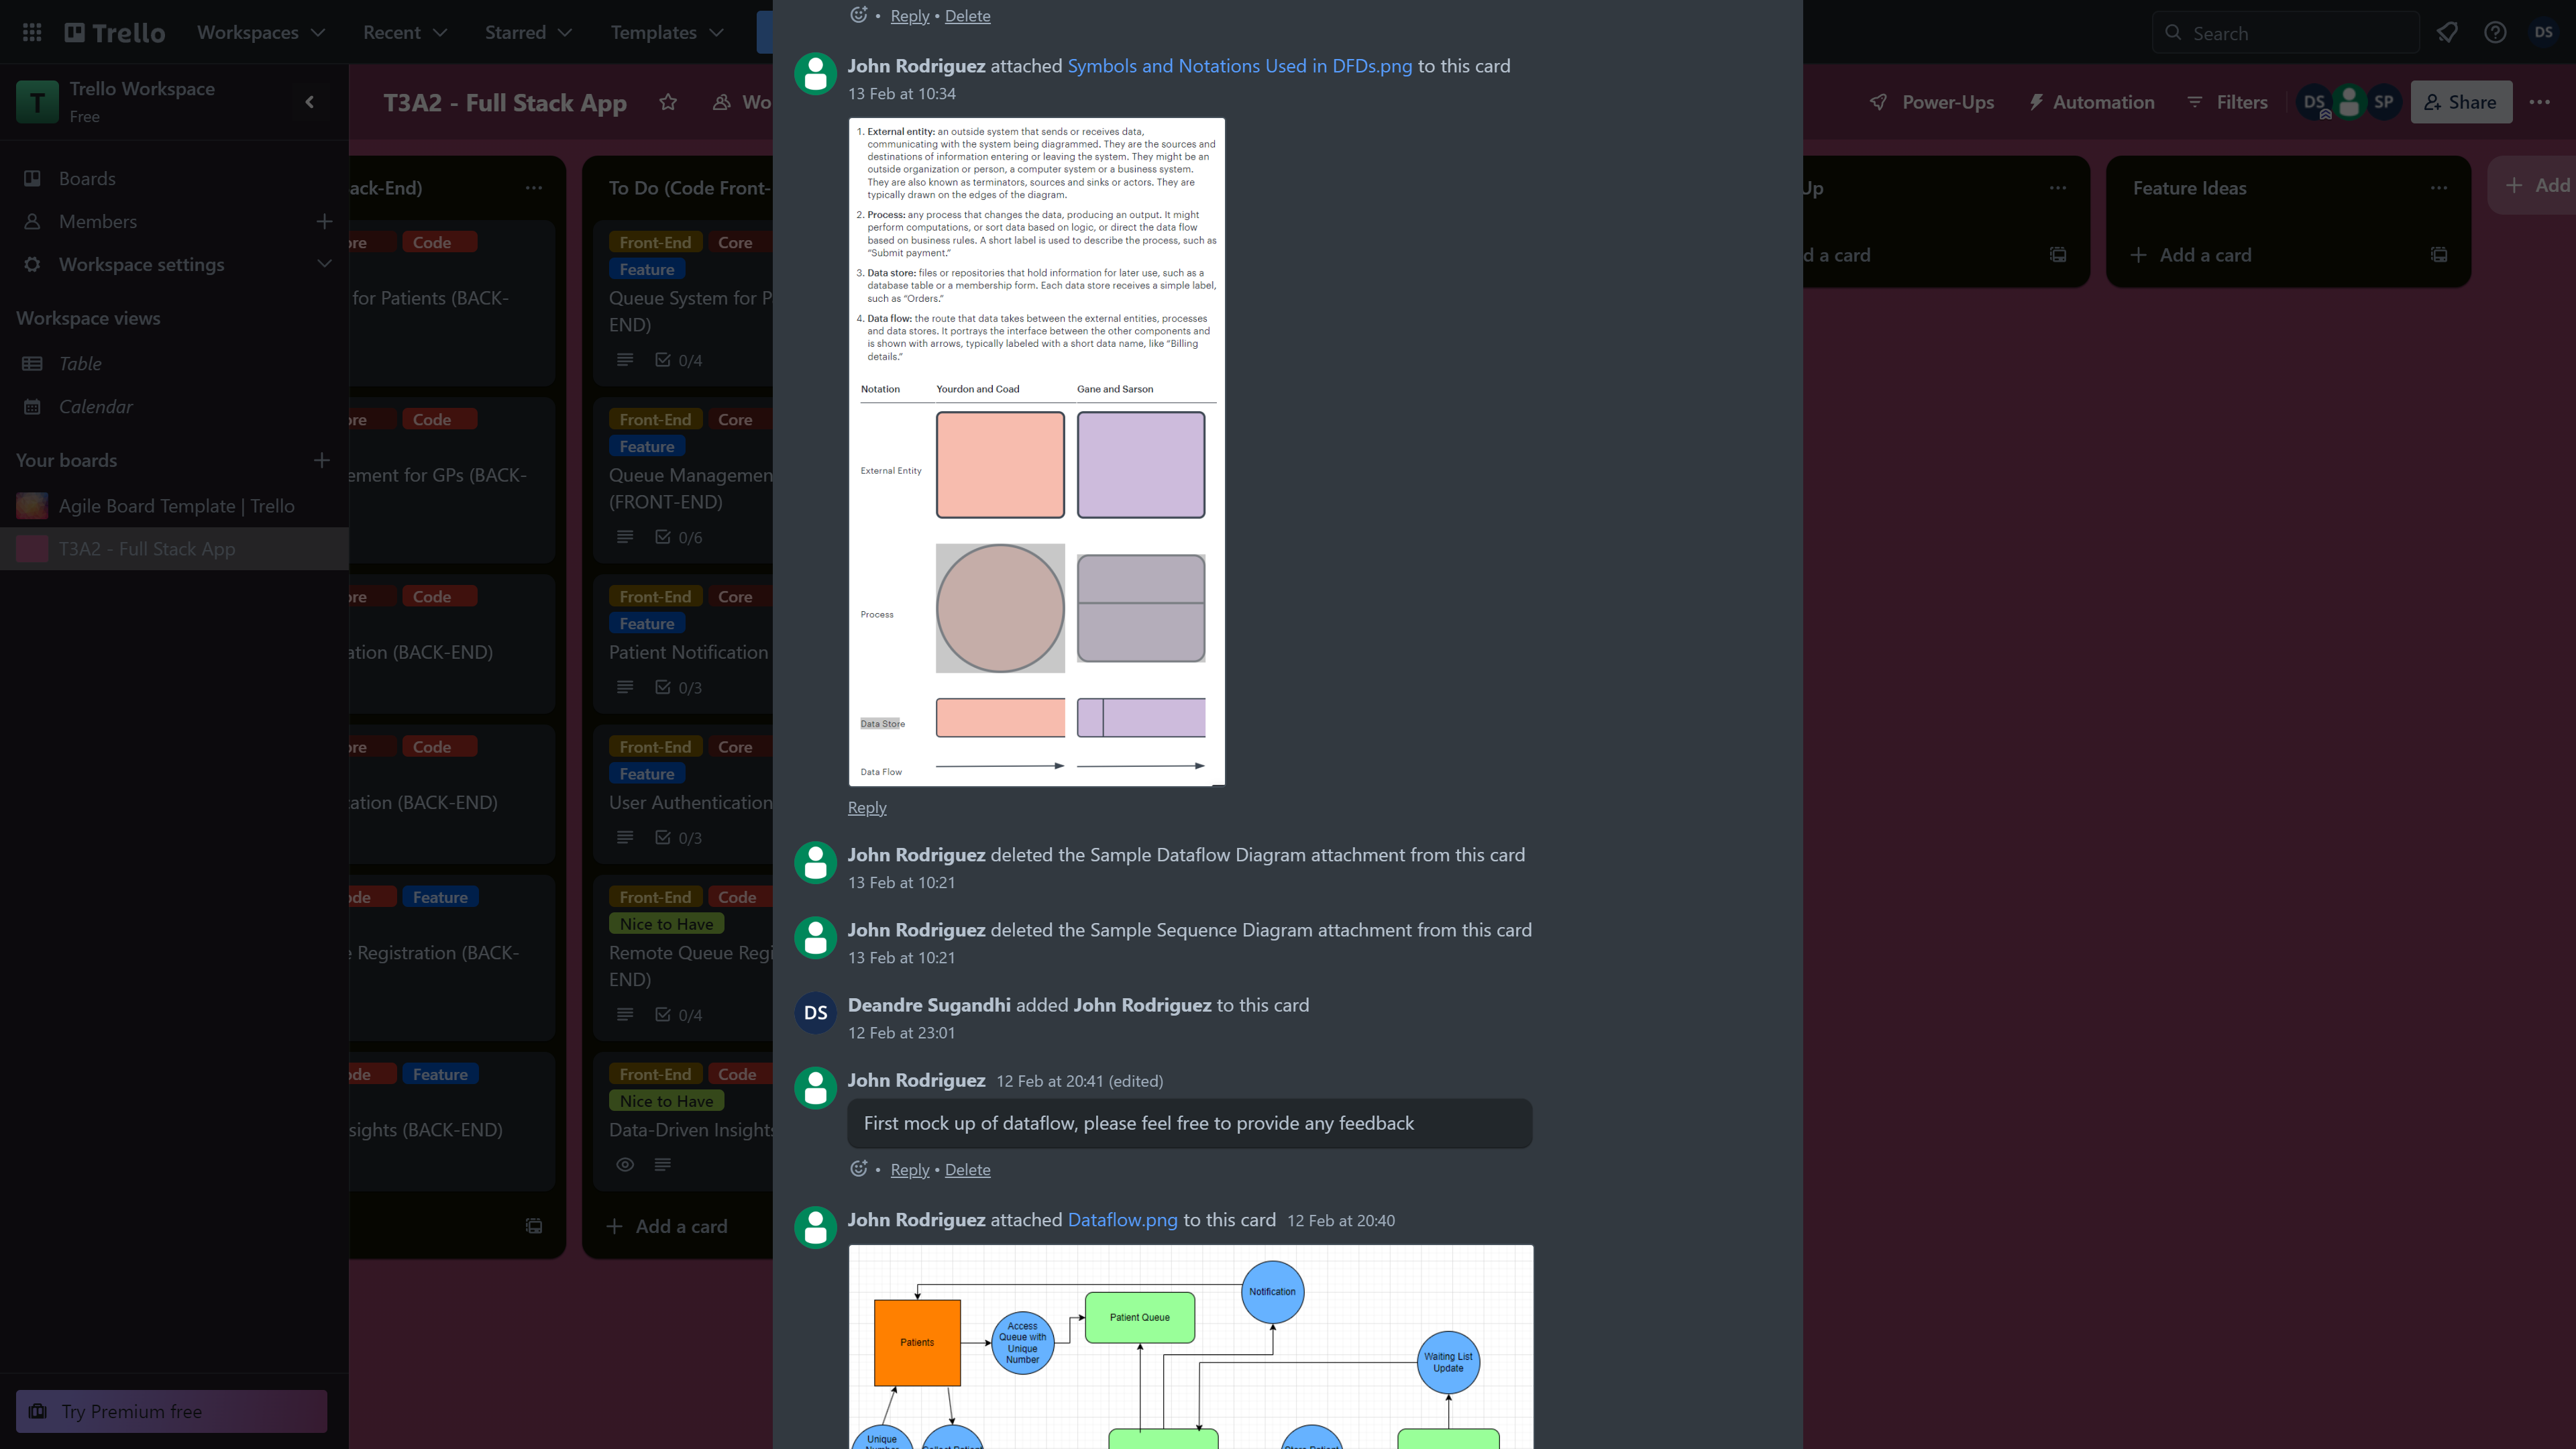 Trello
Workspaces
Recent
Starred
Templates
Search
DS
T
Trello Workspace
Free
T3A2 - Full Stack App
Wo
Power-Ups
Automation
Filters
DS
SP
Share
Boards
Members
Workspace settings
Workspace views
Table
Calendar
Your boards
Agile Board Template | Trello
T3A2 - Full Stack App
Try Premium free
ack-End)
ore
Code
for Patients (BACK-
ore
Code
ement for GPs (BACK-
ore
Code
ation (BACK-END)
ore
Code
cation (BACK-END)
ode
Feature
e Registration (BACK-
ode
Feature
sights (BACK-END)
To Do (Code Front-
Front-End
Core
Feature
Queue System for P
END)
0/4
Front-End
Core
Feature
Queue Managemen
(FRONT-END)
0/6
Front-End
Core
Feature
Patient Notification
0/3
Front-End
Core
Feature
User Authentication
0/3
Front-End
Code
Nice to Have
Remote Queue Regi
END)
0/4
Front-End
Code
Nice to Have
Data-Driven Insights
Add a card
• Reply • Delete
John Rodriguez attached Symbols and Notations Used in DFDs.png to this card
13 Feb at 10:34
1. External entity: an outside system that sends or receives data,
communicating with the system being diagrammed. They are the sources and
destinations of information entering or leaving the system. They might be an
outside organization or person, a computer system or a business system.
They are also known as terminators, sources and sinks or actors. They are
typically drawn on the edges of the diagram.
2. Process: any process that changes the data, producing an output. It might
perform computations, or sort data based on logic, or direct the data flow
based on business rules. A short label is used to describe the process, such as
“Submit payment.”
3. Data store: files or repositories that hold information for later use, such as a
database table or a membership form. Each data store receives a simple label,
such as “Orders.”
4. Data flow: the route that data takes between the external entities, processes
and data stores. It portrays the interface between the other components and
is shown with arrows, typically labeled with a short data name, like “Billing
details.”
Notation
Yourdon and Coad
Gane and Sarson
External Entity
Process
Data Store
Data Flow
Reply
John Rodriguez deleted the Sample Dataflow Diagram attachment from this card
13 Feb at 10:21
John Rodriguez deleted the Sample Sequence Diagram attachment from this card
13 Feb at 10:21
DS
Deandre Sugandhi added John Rodriguez to this card
12 Feb at 23:01
John Rodriguez 12 Feb at 20:41 (edited)
First mock up of dataflow, please feel free to provide any feedback
• Reply • Delete
John Rodriguez attached Dataflow.png to this card 12 Feb at 20:40
Notification
Patient Queue
Patients
Access
Queue with
Unique
Number
Waiting List
Update
Unique
Up
d a card
Feature Ideas
Add a card
Add